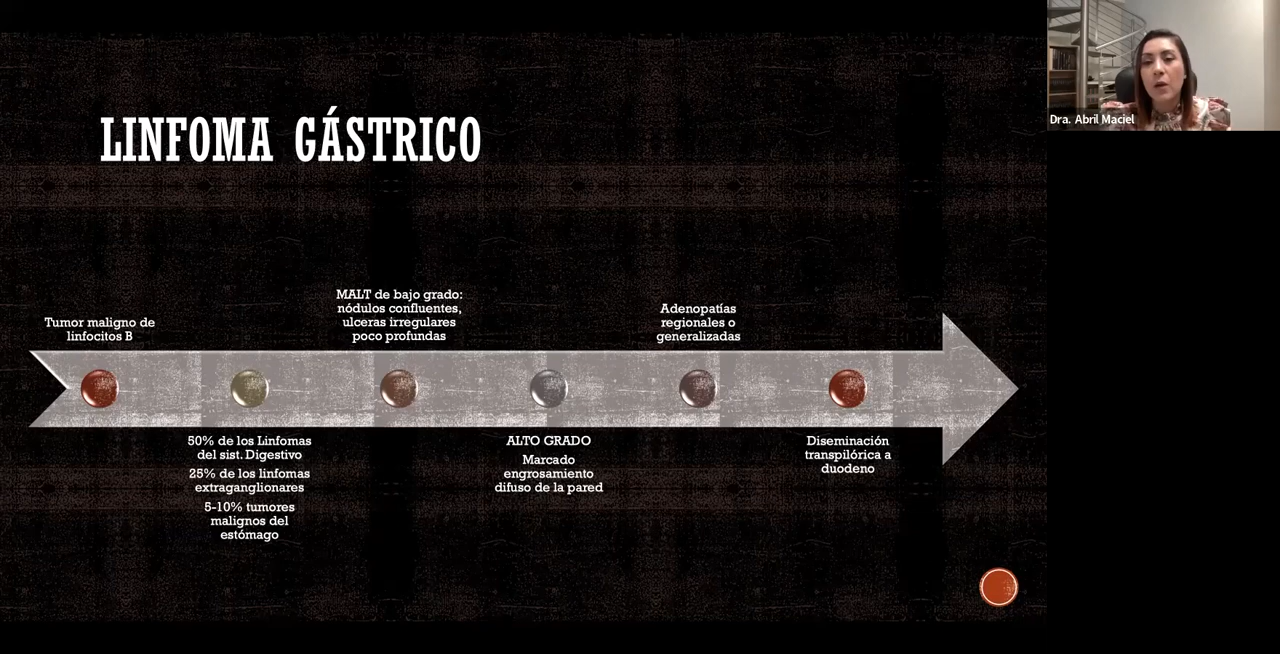 LINFOMA GÁSTRICO
Tumor maligno de
linfocitos B
50% de los Linfomas
del sist. Digestivo
25% de los linfomas
extraganglionares
5-10% tumores
malignos del
estómago
MALT de bajo grado:
nódulos confluentes,
ulceras irregulares
poco profundas
ALTO GRADO
Marcado
engrosamiento
difuso de la pared
Adenopatías
regionales o
generalizadas
Diseminación
transpilórica a
duodeno
Dra. Abril Maciel